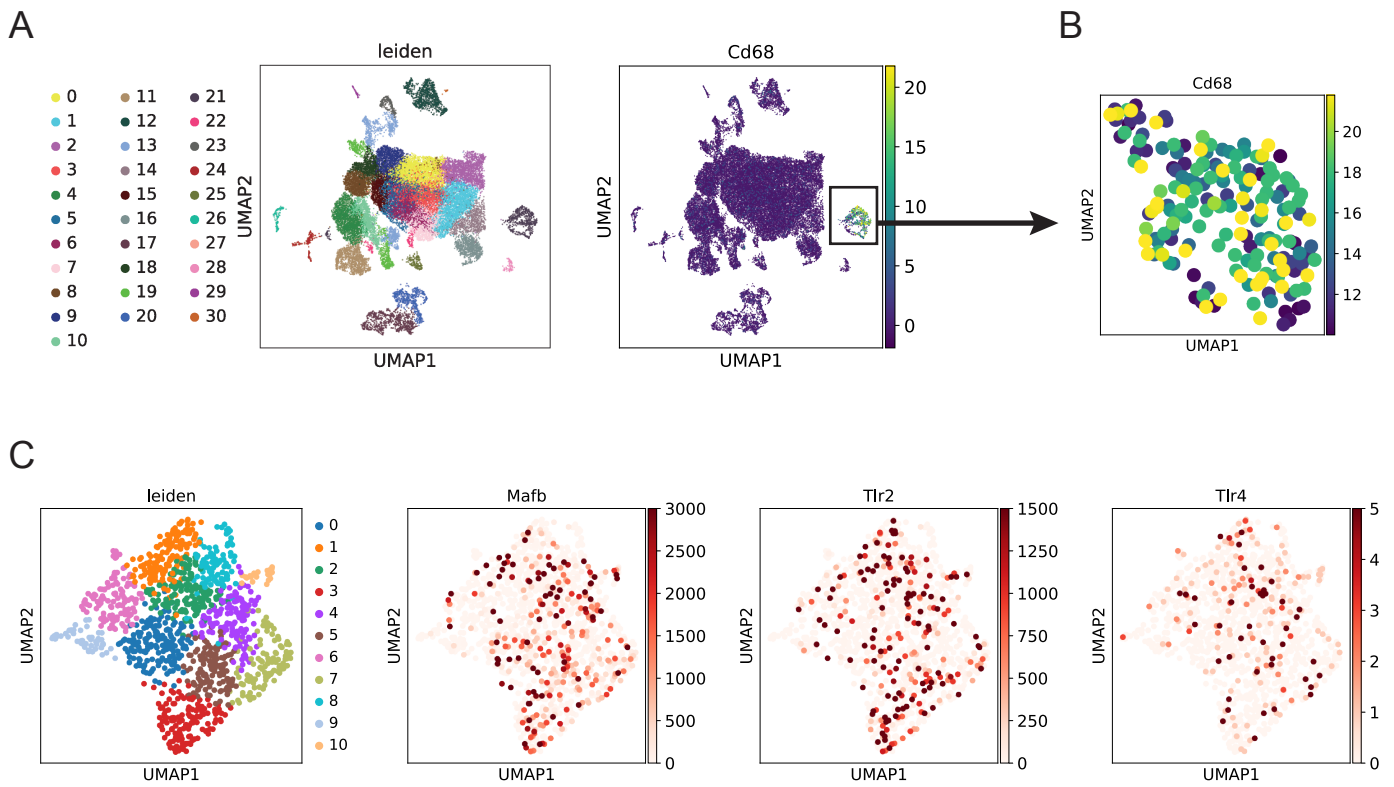 A
B
leiden
Cd68
0 11 21
1 12 22
2 13 23
3 14 24
4 15 25
5 16 26
6 17 27
7 18 28
8 19 29
9 20 30
10
UMAP2
UMAP1
UMAP2
UMAP1
20
15
10
5
0
Cd68
UMAP2
UMAP1
20
18
16
14
12
C
leiden
UMAP2
UMAP1
0
1
2
3
4
5
6
7
8
9
10
Mafb
UMAP2
UMAP1
3000
2500
2000
1500
1000
500
0
Tlr2
UMAP2
UMAP1
1500
1250
1000
750
500
250
0
Tlr4
UMAP2
UMAP1
5
4
3
2
1
0